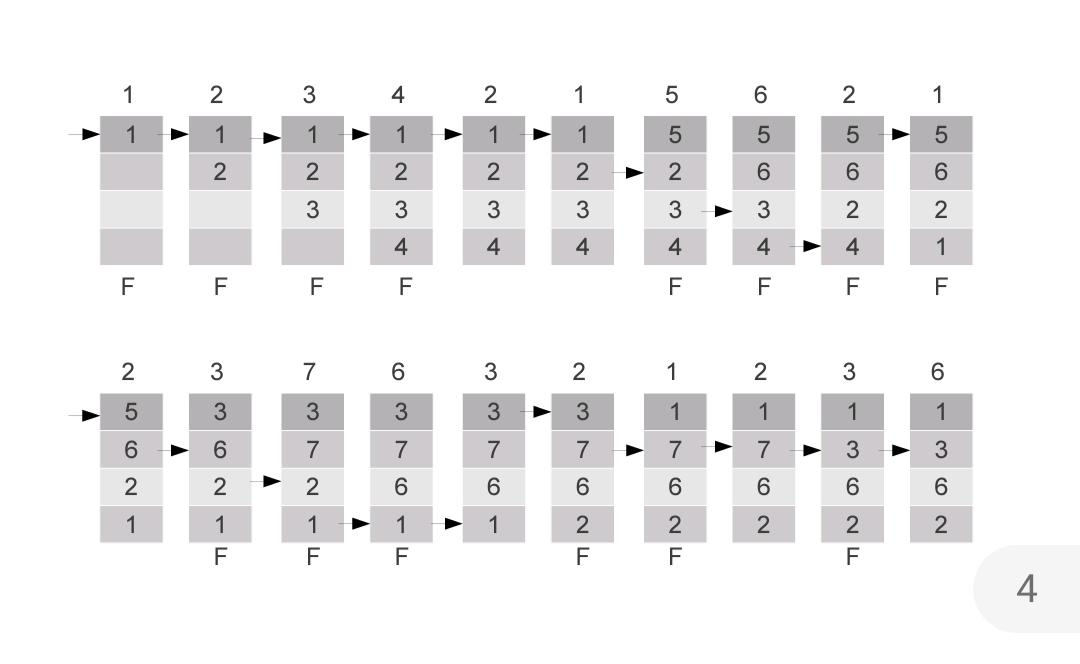 1 2 3 4 2 1 5 6 2 1
1 1 1 1 1 1 5 5 5 5
2 2 2 2 2 2 6 6 6
3 3 3 3 3 3 2 2
4 4 4 4 4 4 1
F F F F F F F F
2 3 7 6 3 2 1 2 3 6
5 3 3 3 3 3 1 1 1 1
6 6 7 7 7 7 7 7 3 3
2 2 2 6 6 6 6 6 6 6
1 1 1 1 1 2 2 2 2 2
F F F F F F
4